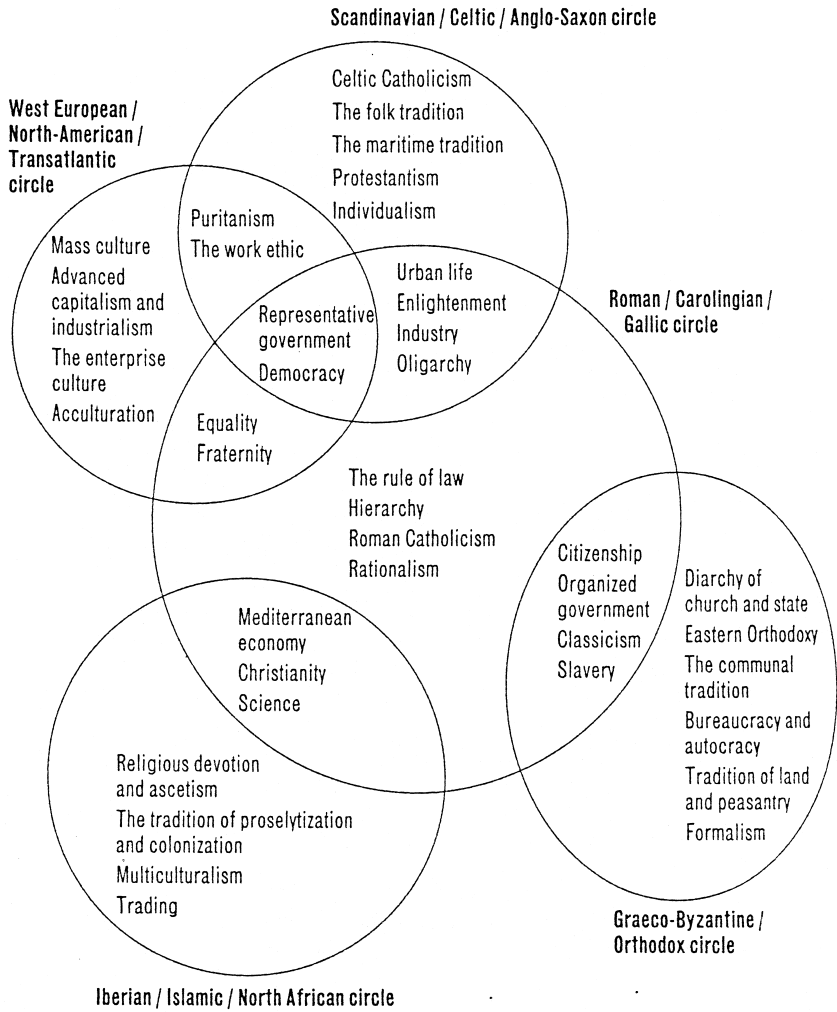 Scandinavian / Celtic / Anglo-Saxon circle
Celtic Catholicism
The folk tradition
The maritime tradition
Protestantism
Individualism
West European /
North-American /
Transatlantic
circle
Puritanism
The work ethic
Mass culture
Advanced
capitalism and
industrialism
The enterprise
culture
Acculturation
Urban life
Enlightenment
Industry
Oligarchy
Representative
government
Democracy
Roman / Carolingian /
Gallic circle
Equality
Fraternity
The rule of law
Hierarchy
Roman Catholicism
Rationalism
Citizenship
Organized
government
Classicism
Slavery
Diarchy of
church and state
Eastern Orthodoxy
The communal
tradition
Bureaucracy and
autocracy
Tradition of land
and peasantry
Formalism
Mediterranean
economy
Christianity
Science
Religious devotion
and ascetism
The tradition of proselytization
and colonization
Multiculturalism
Trading
Graeco-Byzantine /
Orthodox circle
Iberian / Islamic / North African circle